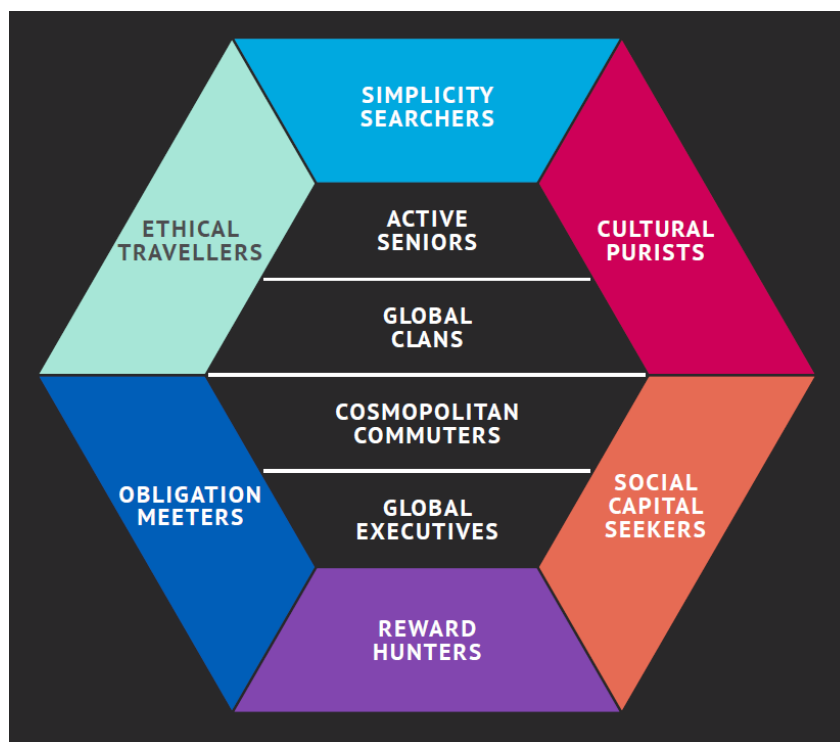 SIMPLICITY
SEARCHERS
ETHICAL
TRAVELLERS
ACTIVE
SENIORS
CULTURAL
PURISTS
GLOBAL
CLANS
COSMOPOLITAN
COMMUTERS
OBLIGATION
MEETERS
GLOBAL
EXECUTIVES
SOCIAL
CAPITAL
SEEKERS
REWARD
HUNTERS